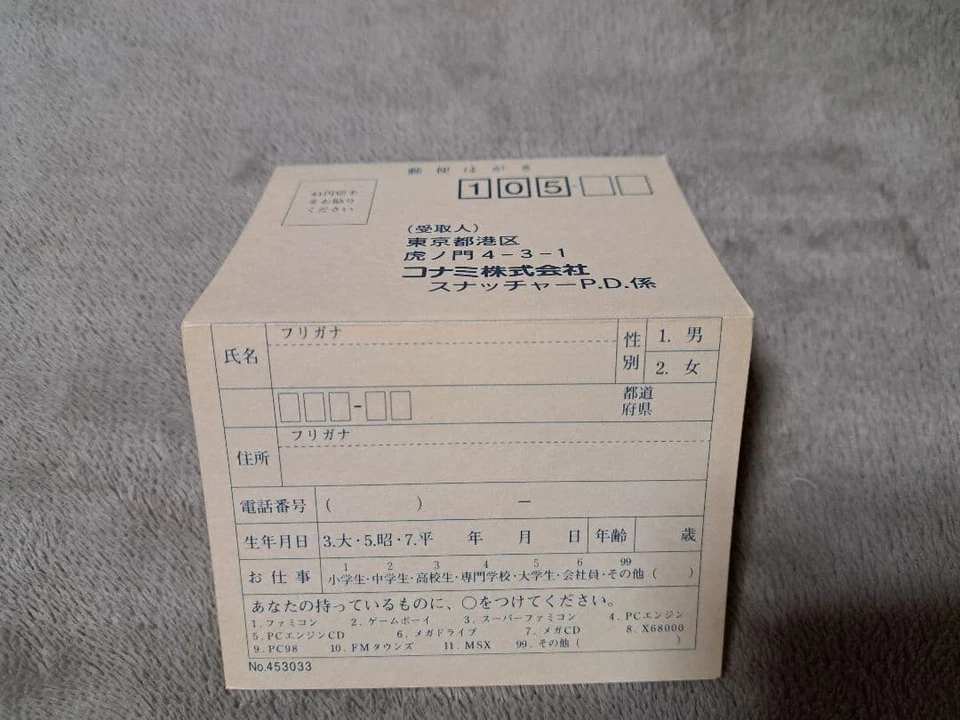 郵便はがき
41円切手
をお貼り
ください
105-
(受取人)
東京都港区
虎ノ門4-3-1
コナミ株式会社
スナッチャーP.D.係
氏名
フリガナ
性別
1. 男
2. 女
-
都道
府県
住所
フリガナ
電話番号 ( ) -
生年月日 3.大・5.昭・7.平 年 月 日 年齢 歳
お仕事
1 2 3 4 5 6 99
小学生・中学生・高校生・専門学校・大学生・会社員・その他 ( )
あなたの持っているものに、○をつけてください。
1. ファミコン 2. ゲームボーイ 3. スーパーファミコン 4. PCエンジン
5. PCエンジンCD 6. メガドライブ 7. メガCD 8. X68000
9. PC98 10. FMタウンズ 11. MSX 99. その他 ( )
No.453033